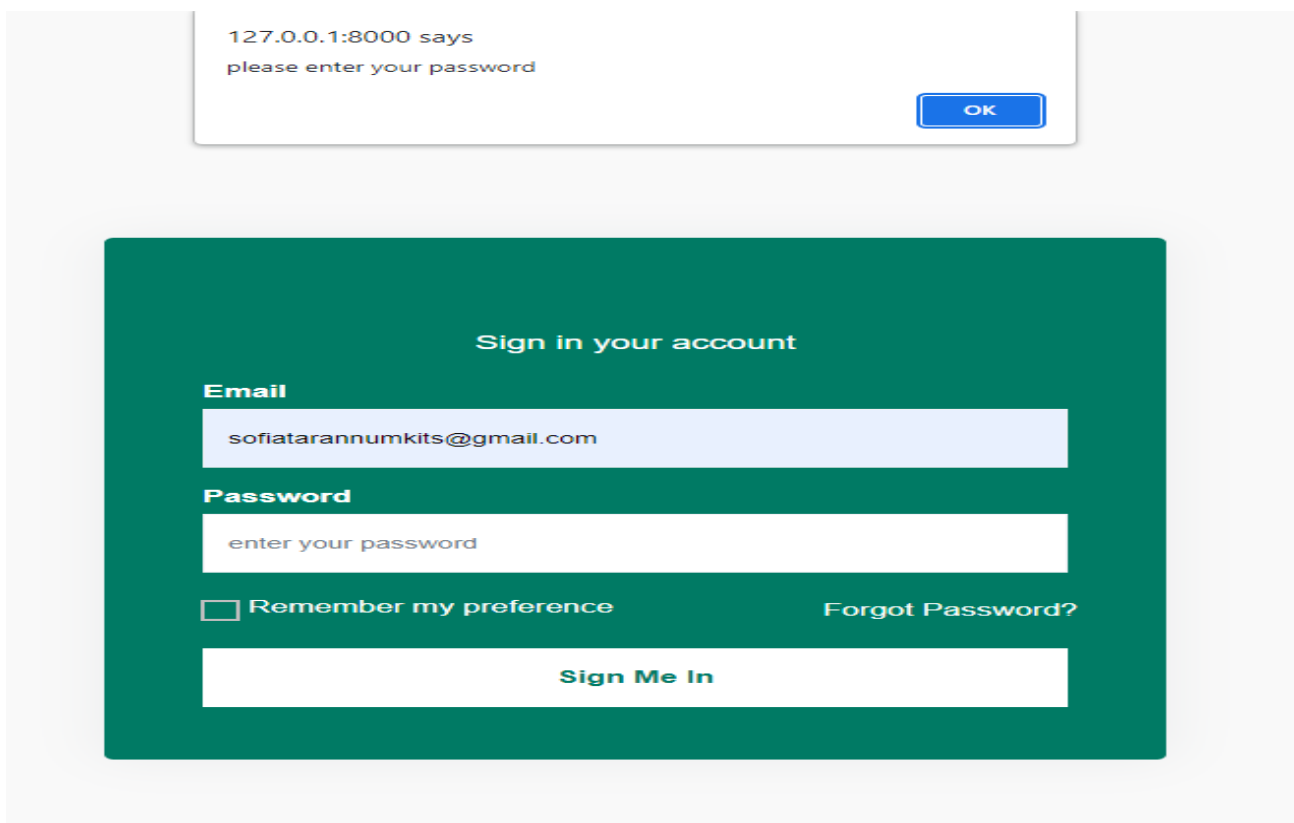 127.0.0.1:8000 says
please enter your password
OK
Sign in your account
Email
sofiatarannumkits@gmail.com
Password
enter your password
Remember my preference Forgot Password?
Sign Me In